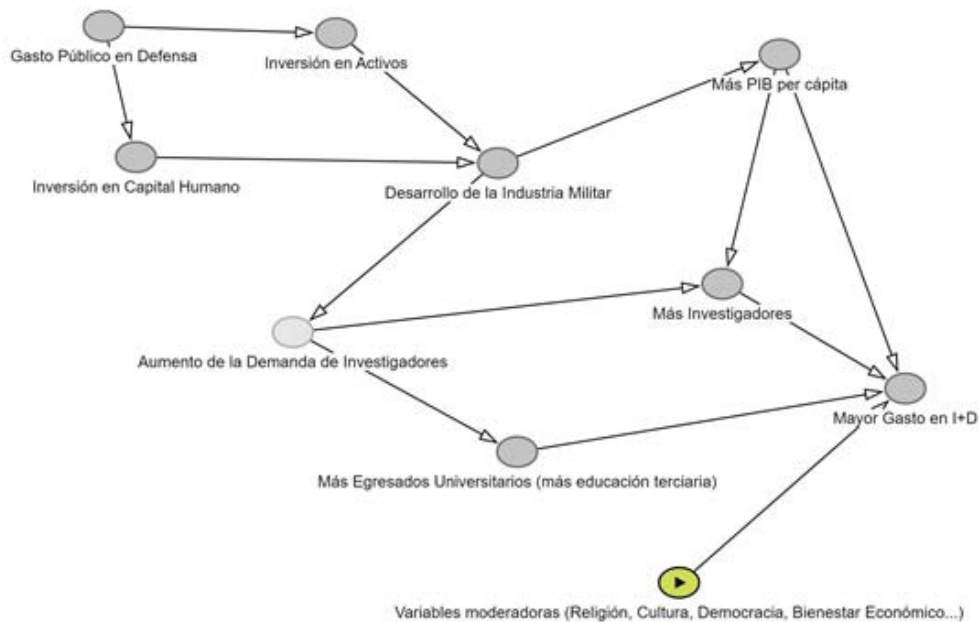 Gasto Público en Defensa
Inversión en Activos
Más PIB per cápita
Inversión en Capital Humano
Desarrollo de la Industria Militar
Más Investigadores
Aumento de la Demanda de Investigadores
Mayor Gasto en I+D
Más Egresados Universitarios (más educación terciaria)
Variables moderadoras (Religión, Cultura, Democracia, Bienestar Económico...)